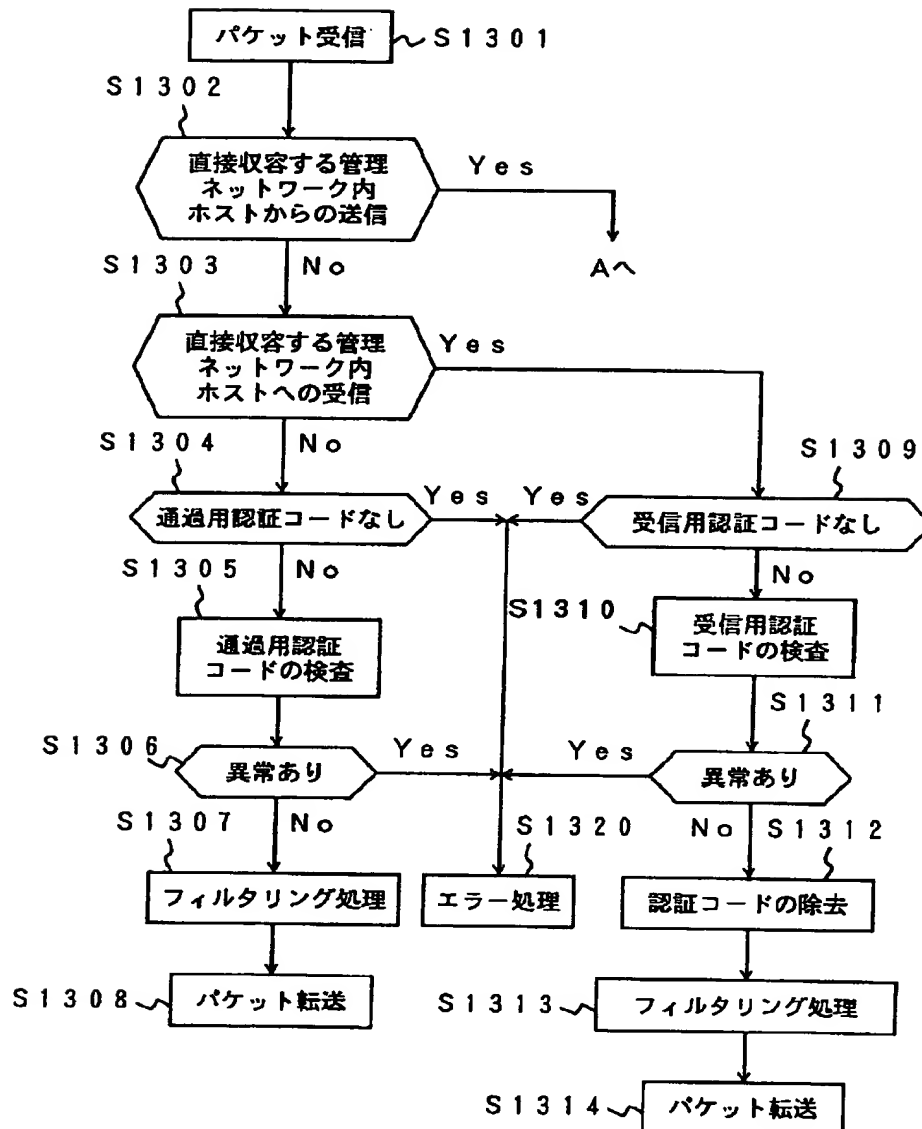 パケット受信
S1301
S1302
直接収容する管理
ネットワーク内
ホストからの送信
Yes
Aへ
No
S1303
直接収容する管理
ネットワーク内
ホストへの受信
Yes
No
S1304
通過用認証コードなし
Yes
Yes
S1309
受信用認証コードなし
No
S1305
通過用認証
コードの検査
No
S1310
受信用認証
コードの検査
S1306
異常あり
Yes
Yes
S1311
異常あり
No
S1307
フィルタリング処理
S1320
エラー処理
No
S1312
認証コードの除去
S1308
パケット転送
S1313
フィルタリング処理
S1314
パケット転送